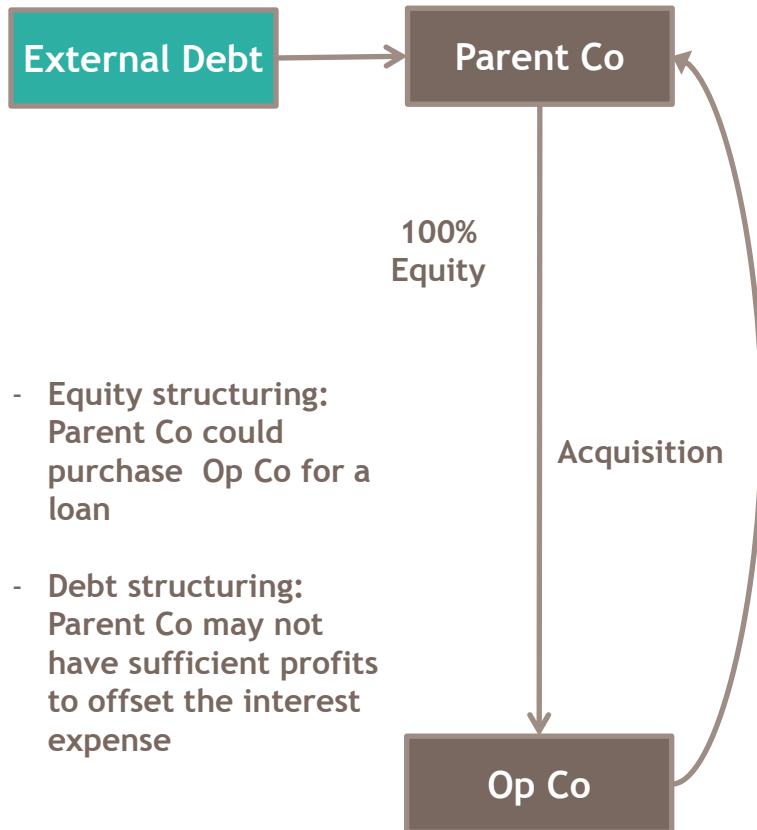 External Debt
Parent Co
100%
Equity
- Equity structuring:
Parent Co could
purchase Op Co for a
loan
Acquisition
- Debt structuring:
Parent Co may not
have sufficient profits
to offset the interest
expense
Op Co